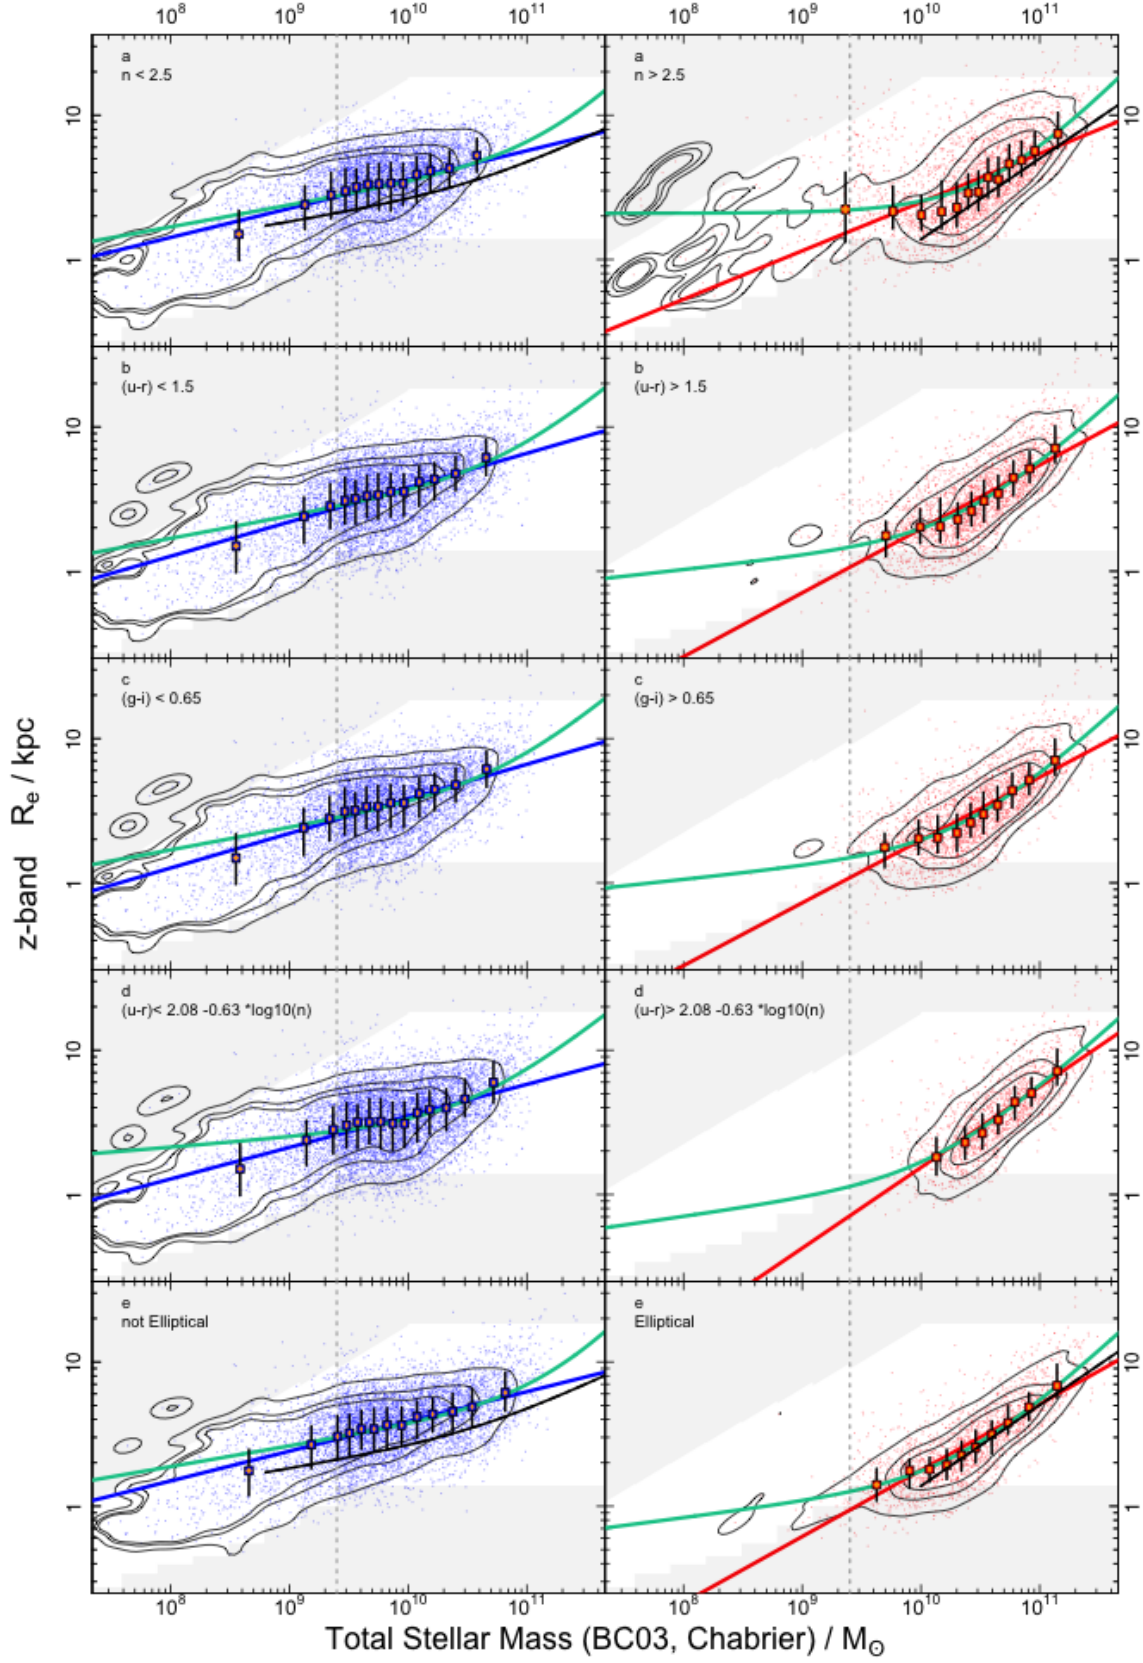 10^8 10^9 10^10 10^11 10^8 10^9 10^10 10^11
a
n < 2.5
a
n > 2.5
10
1
10
1
b
(u-r) < 1.5
b
(u-r) > 1.5
10
1
10
1
c
(g-i) < 0.65
c
(g-i) > 0.65
10
1
10
1
d
(u-r)< 2.08 -0.63 *log10(n)
d
(u-r)> 2.08 -0.63 *log10(n)
10
1
10
1
e
not Elliptical
e
Elliptical
10
1
10
1
z-band R_e / kpc
10^8 10^9 10^10 10^11 10^8 10^9 10^10 10^11
Total Stellar Mass (BC03, Chabrier) / M_⊙